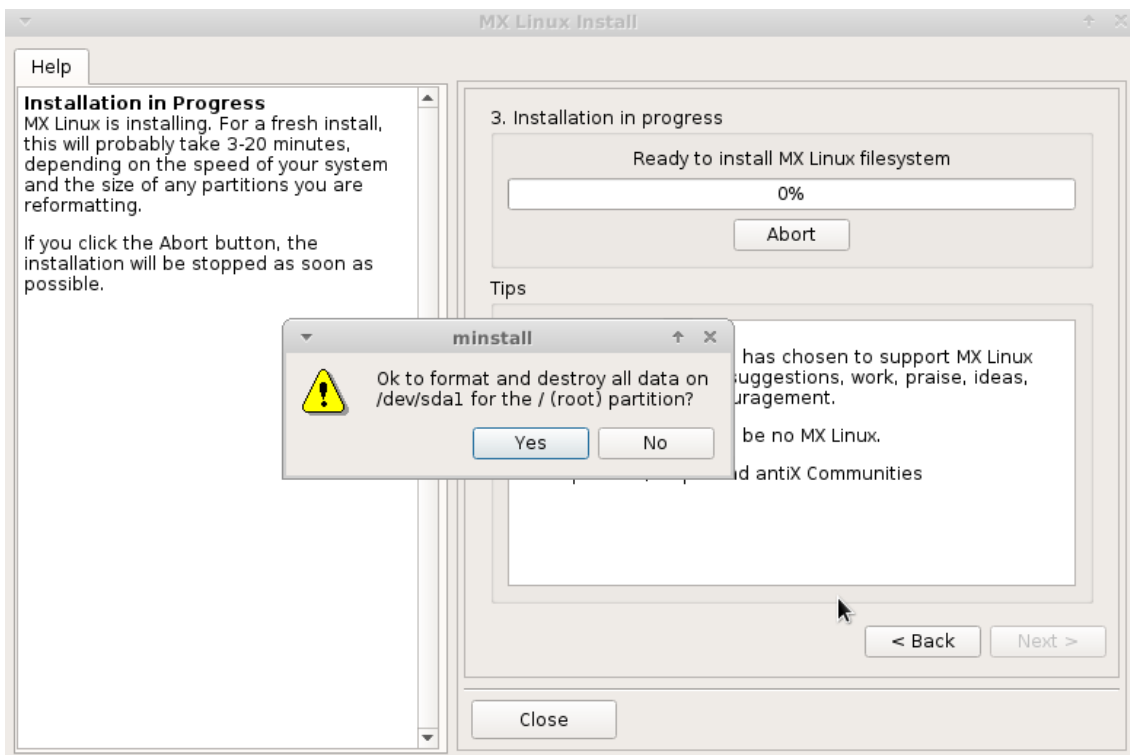 MX Linux Install
Help
Installation in Progress
MX Linux is installing. For a fresh install,
this will probably take 3-20 minutes,
depending on the speed of your system
and the size of any partitions you are
reformatting.
If you click the Abort button, the
installation will be stopped as soon as
possible.
3. Installation in progress
Ready to install MX Linux filesystem
0%
Abort
Tips
has chosen to support MX Linux
suggestions, work, praise, ideas,
be no MX Linux.
antiX Communities
minstall
Ok to format and destroy all data on
/dev/sda1 for the / (root) partition?
Yes
No
< Back
Next >
Close